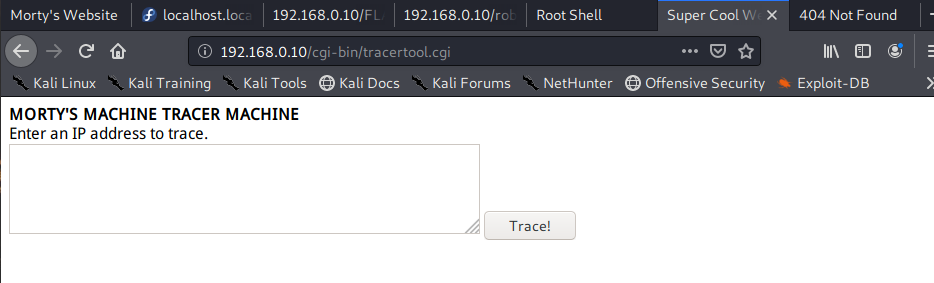 Morty's Website localhost.loca 192.168.0.10/FL 192.168.0.10/rob Root Shell Super Cool W 404 Not Found
192.168.0.10/cgi-bin/tracertool.cgi
Kali Linux Kali Training Kali Tools Kali Docs Kali Forums NetHunter Offensive Security Exploit-DB
MORTY'S MACHINE TRACER MACHINE
Enter an IP address to trace.
Trace!